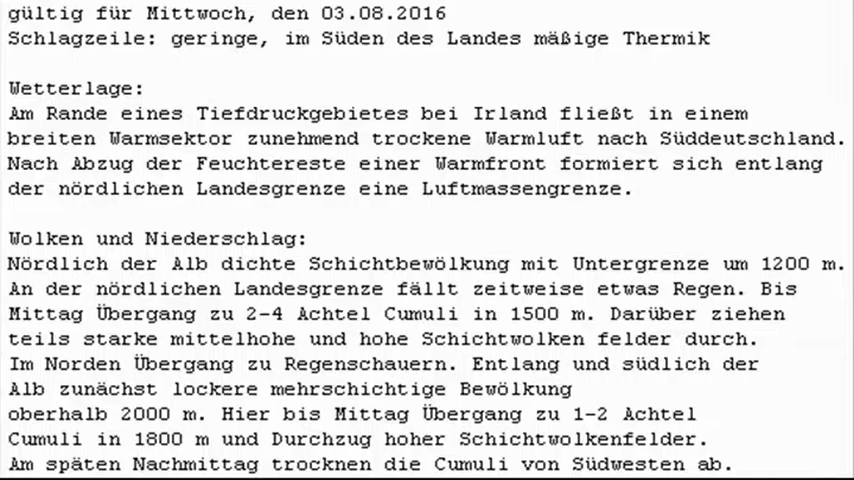 gültig für Mittwoch, den 03.08.2016
Schlagzeile: geringe, im Süden des Landes mäßige Thermik
Wetterlage:
Am Rande eines Tiefdruckgebietes bei Irland fließt in einem
breiten Warmsektor zunehmend trockene Warmluft nach Süddeutschland.
Nach Abzug der Feuchtereste einer Warmfront formiert sich entlang
der nördlichen Landesgrenze eine Luftmassengrenze.
Wolken und Niederschlag:
Nördlich der Alb dichte Schichtbewölkung mit Untergrenze um 1200 m.
An der nördlichen Landesgrenze fällt zeitweise etwas Regen. Bis
Mittag Übergang zu 2-4 Achtel Cumuli in 1500 m. Darüber ziehen
teils starke mittelhohe und hohe Schichtwolken felder durch.
Im Norden Übergang zu Regenschauern. Entlang und südlich der
Alb zunächst lockere mehrschichtige Bewölkung
oberhalb 2000 m. Hier bis Mittag Übergang zu 1-2 Achtel
Cumuli in 1800 m und Durchzug hoher Schichtwolkenfelder.
Am späten Nachmittag trocknen die Cumuli von Südwesten ab.